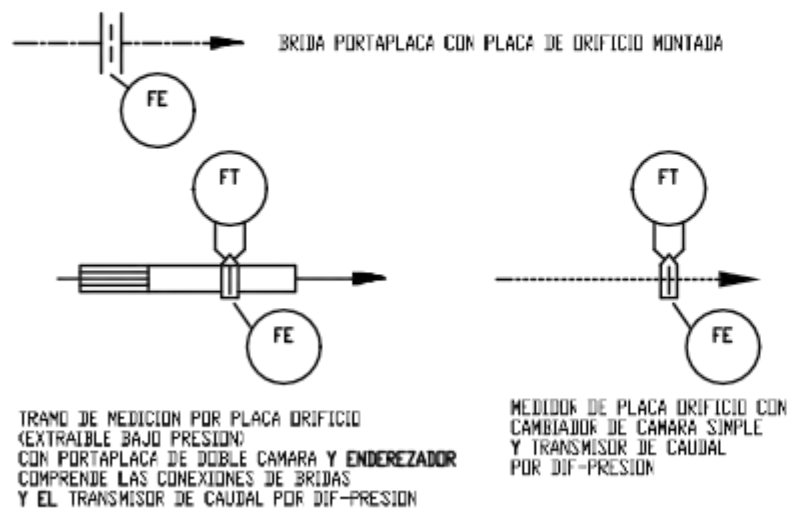 BRIDA PORTAPLACA CON PLACA DE ORIFICIO MONTADA
FE
FT
FT
FE
FE
TRAMO DE MEDICION POR PLACA ORIFICIO
(EXTRAIBLE BAJO PRESION)
CON PORTAPLACA DE DOBLE CAMARA Y ENDEREZADOR
COMPRENDE LAS CONEXIONES DE BRIDAS
Y EL TRANSMISOR DE CAUDAL POR DIF-PRESION
MEDIDOR DE PLACA ORIFICIO CON
CAMBIADOR DE CAMARA SIMPLE
Y TRANSMISOR DE CAUDAL
POR DIF-PRESION